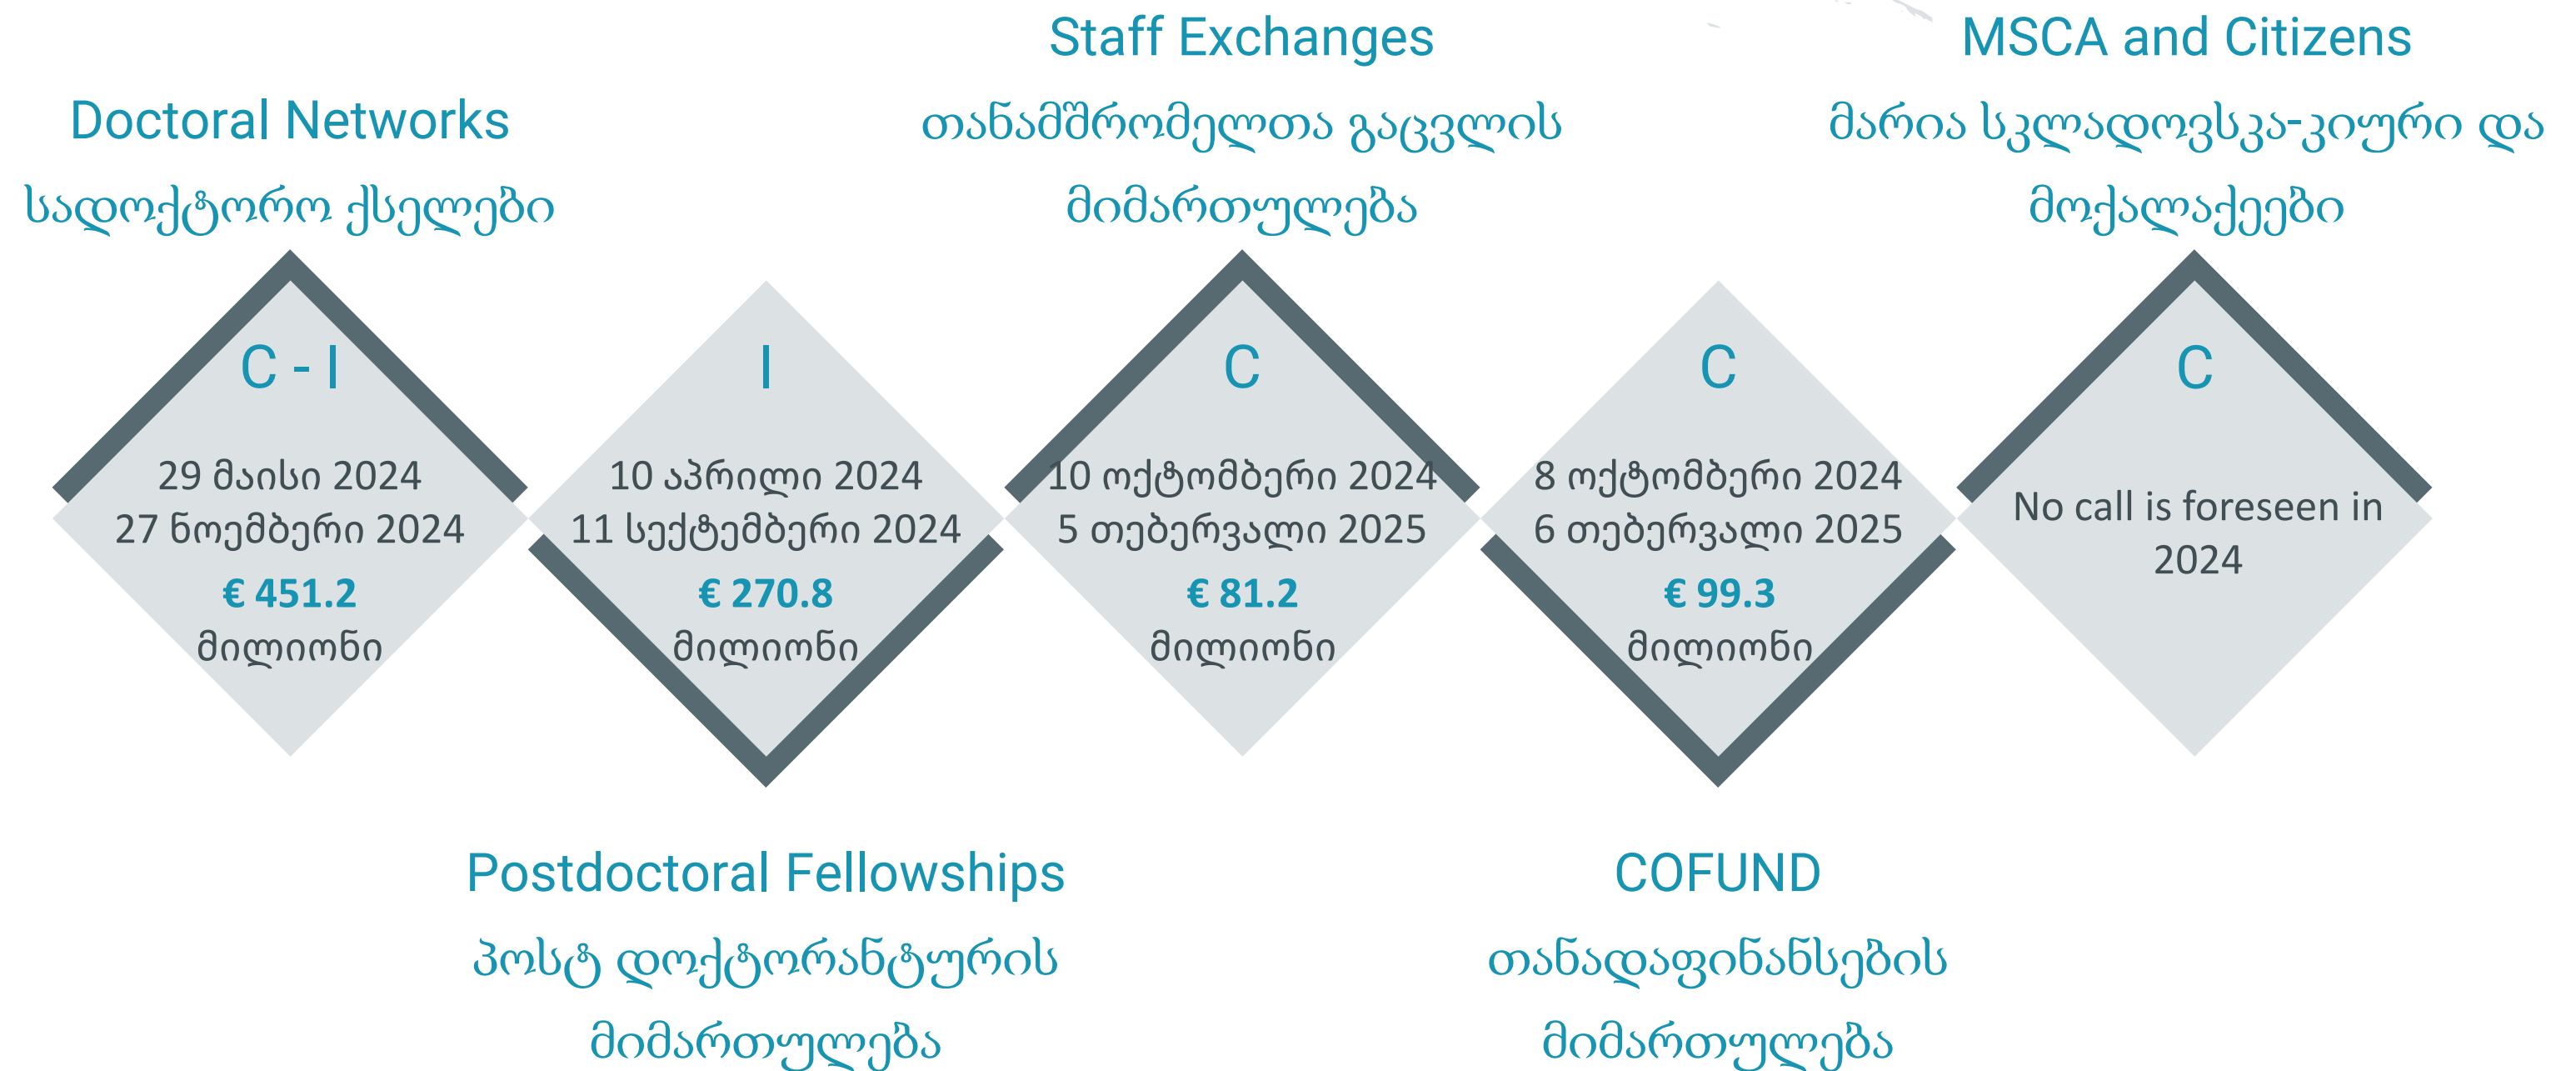 Doctoral Networks
სადოქტორო ქსელები
C - I
29 მაისი 2024
27 ნოემბერი 2024
€ 451.2
მილიონი
I
10 აპრილი 2024
11 სექტემბერი 2024
€ 270.8
მილიონი
Postdoctoral Fellowships
პოსტ დოქტორანტურის
მიმართულება
Staff Exchanges
თანამშრომელთა გაცვლის
მიმართულება
C
10 ოქტომბერი 2024
5 თებერვალი 2025
€ 81.2
მილიონი
C
8 ოქტომბერი 2024
6 თებერვალი 2025
€ 99.3
მილიონი
COFUND
თანადაფინანსების
მიმართულება
MSCA and Citizens
მარია სკლადოვსკა-კიური და
მოქალაქეები
C
No call is foreseen in
2024